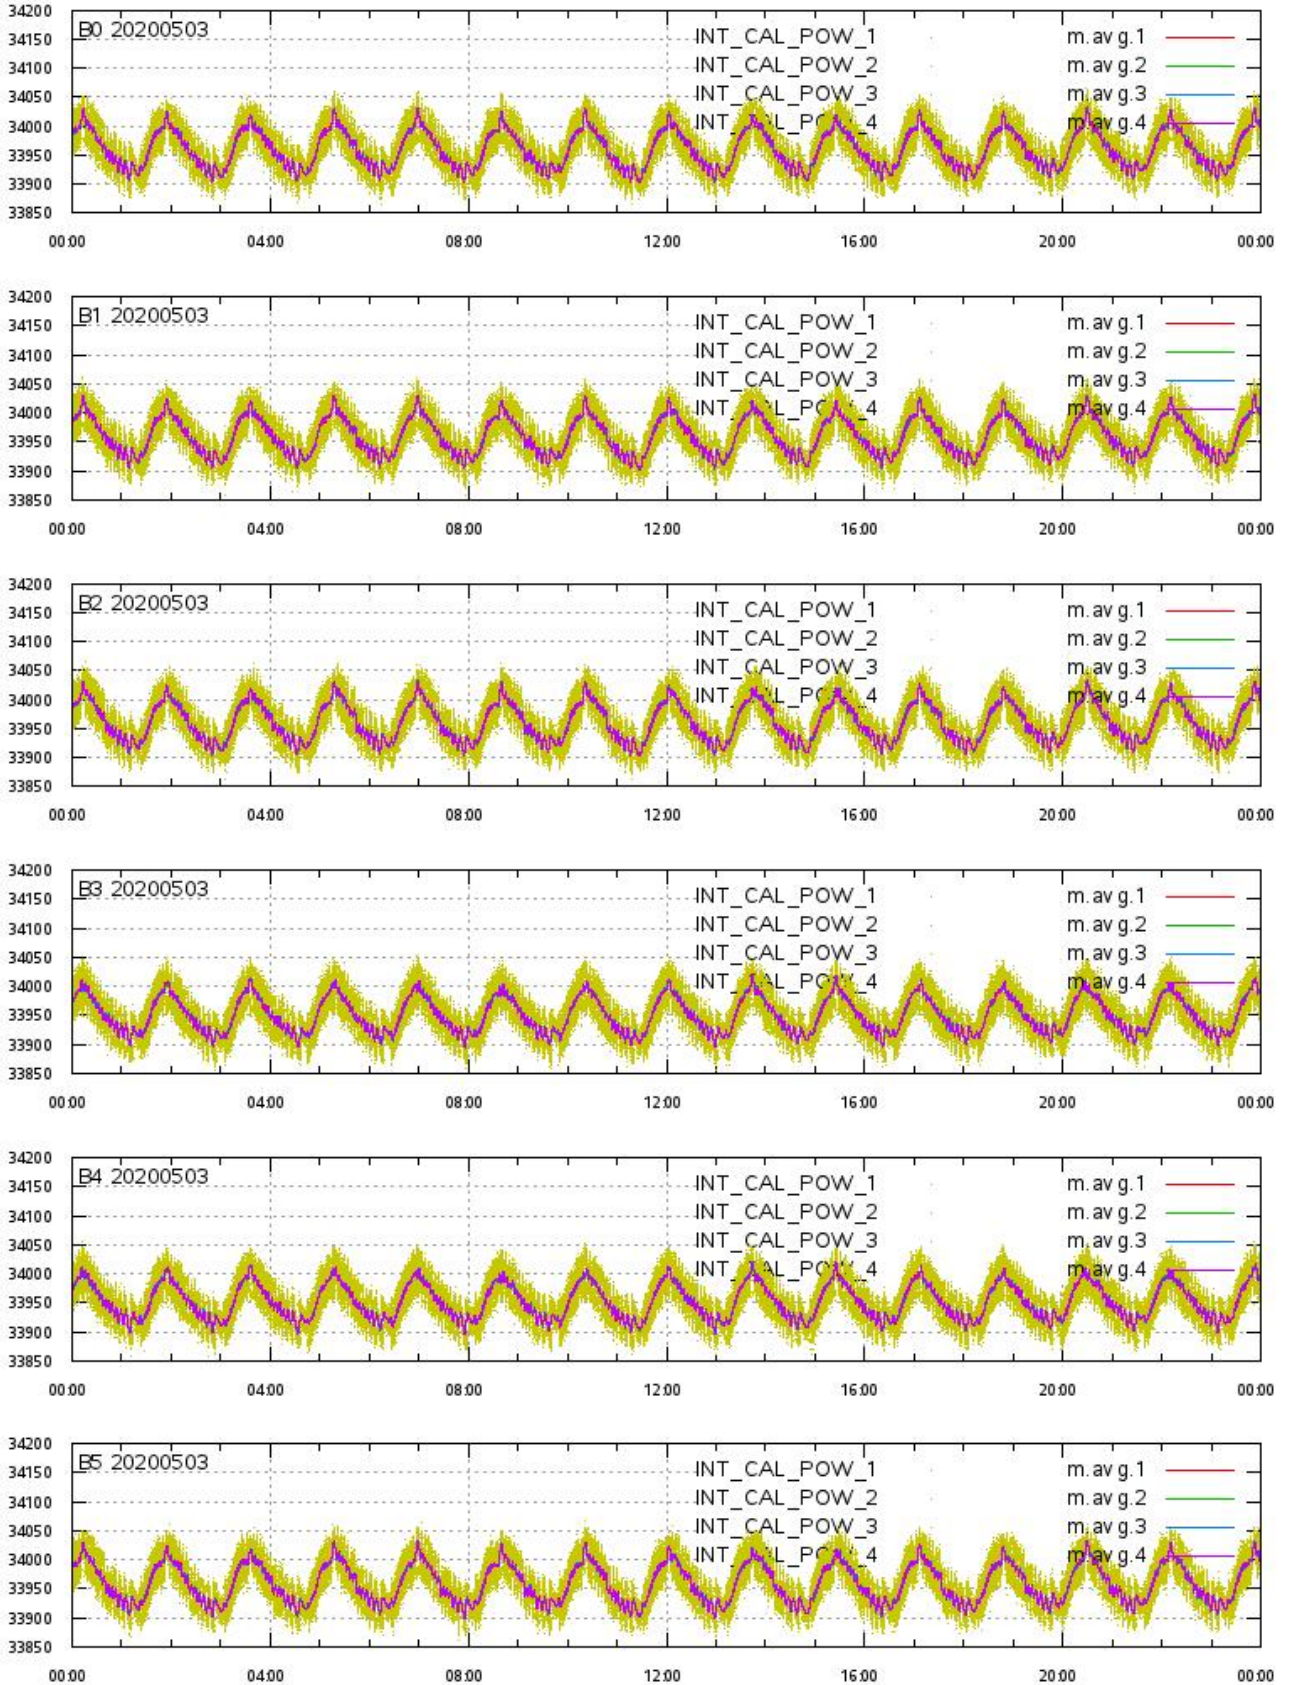 34200
B0 20200503 INT_CAL_POW_1 m.avg.1
34150
INT_CAL_POW_2 m.avg.2
34100
INT_CAL_POW_3 m.avg.3
34050
INT_CAL_POW_4 m.avg.4
34000
33950
33900
33850
00:00 04:00 08:00 12:00 16:00 20:00 00:00
34200
B1 20200503 INT_CAL_POW_1 m.avg.1
34150
INT_CAL_POW_2 m.avg.2
34100
INT_CAL_POW_3 m.avg.3
34050
INT_CAL_POW_4 m.avg.4
34000
33950
33900
33850
00:00 04:00 08:00 12:00 16:00 20:00 00:00
34200
B2 20200503 INT_CAL_POW_1 m.avg.1
34150
INT_CAL_POW_2 m.avg.2
34100
INT_CAL_POW_3 m.avg.3
34050
INT_CAL_POW_4 m.avg.4
34000
33950
33900
33850
00:00 04:00 08:00 12:00 16:00 20:00 00:00
34200
B3 20200503 INT_CAL_POW_1 m.avg.1
34150
INT_CAL_POW_2 m.avg.2
34100
INT_CAL_POW_3 m.avg.3
34050
INT_CAL_POW_4 m.avg.4
34000
33950
33900
33850
00:00 04:00 08:00 12:00 16:00 20:00 00:00
34200
B4 20200503 INT_CAL_POW_1 m.avg.1
34150
INT_CAL_POW_2 m.avg.2
34100
INT_CAL_POW_3 m.avg.3
34050
INT_CAL_POW_4 m.avg.4
34000
33950
33900
33850
00:00 04:00 08:00 12:00 16:00 20:00 00:00
34200
B5 20200503 INT_CAL_POW_1 m.avg.1
34150
INT_CAL_POW_2 m.avg.2
34100
INT_CAL_POW_3 m.avg.3
34050
INT_CAL_POW_4 m.avg.4
34000
33950
33900
33850
00:00 04:00 08:00 12:00 16:00 20:00 00:00